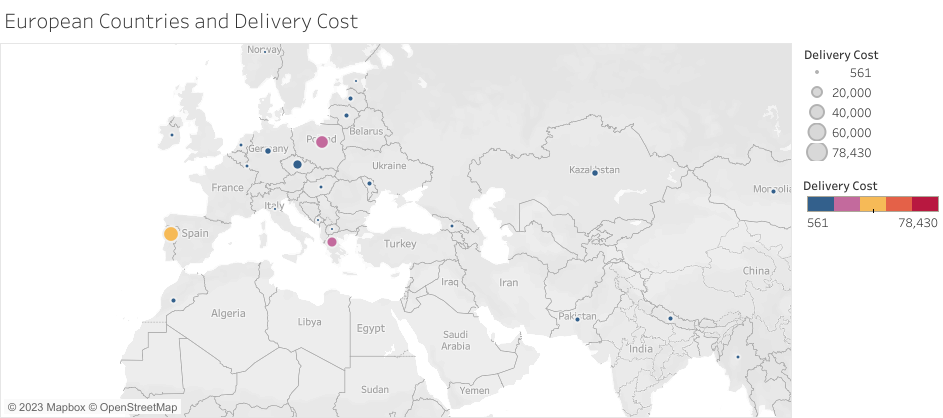 European Countries and Delivery Cost
Norway
Belarus
Germany
Ukraine
France
Kazakhstan
Mongolia
Italy
Spain
Turkey
China
Iraq
Iran
Algeria
Libya
Egypt
Pakistan
Saudi
Arabia
India
Sudan
Yemen
© 2023 Mapbox © OpenStreetMap
Delivery Cost
561
20,000
40,000
60,000
78,430
Delivery Cost
561
78,430